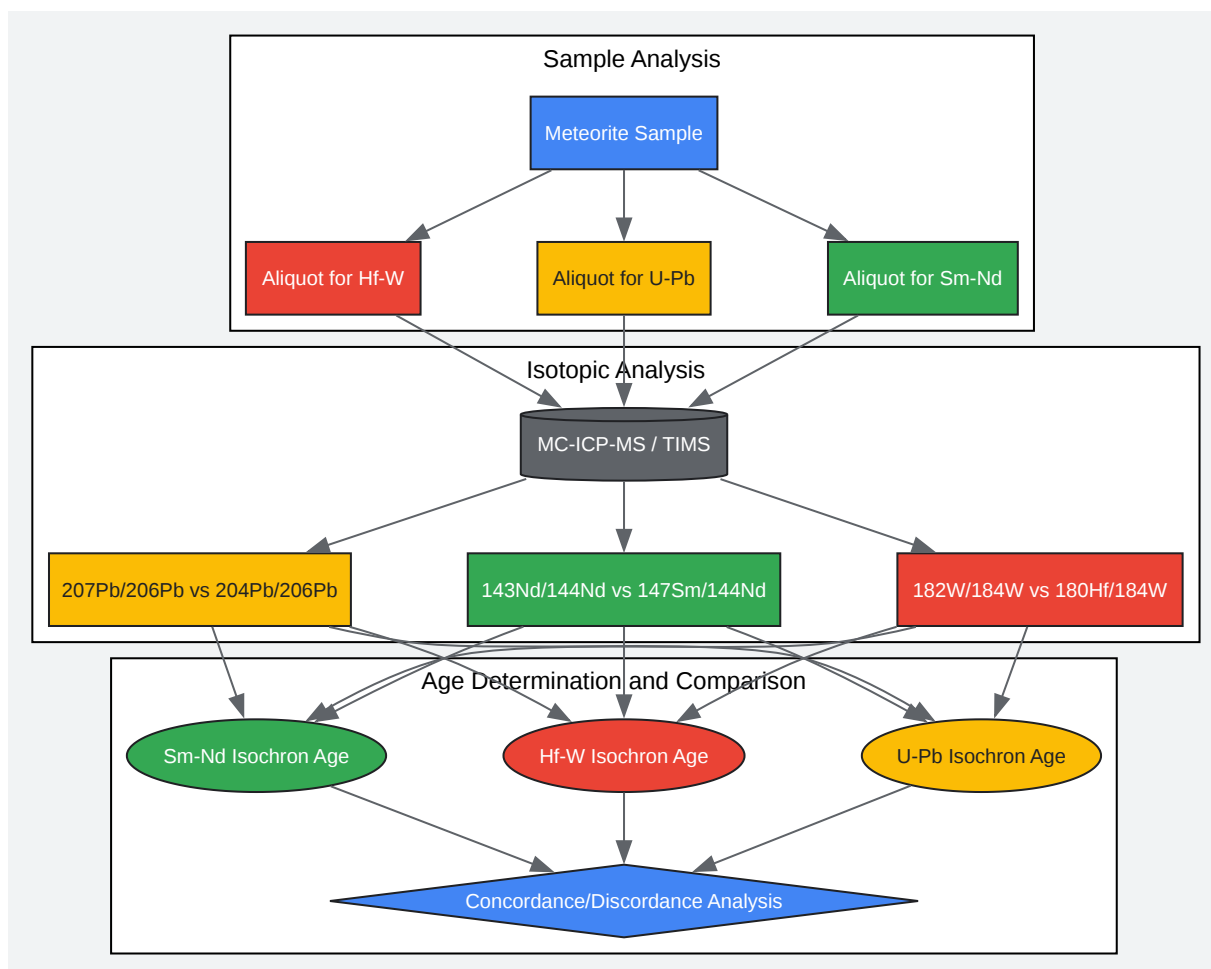 Sample Analysis
Meteorite Sample
Aliquot for Hf-W
Aliquot for U-Pb
Aliquot for Sm-Nd
Isotopic Analysis
MC-ICP-MS / TIMS
207Pb/206Pb vs 204Pb/206Pb
143Nd/144Nd vs 147Sm/144Nd
182W/184W vs 180Hf/184W
Age Determination and Comparison
Sm-Nd Isochron Age
Hf-W Isochron Age
U-Pb Isochron Age
Concordance/Discordance Analysis